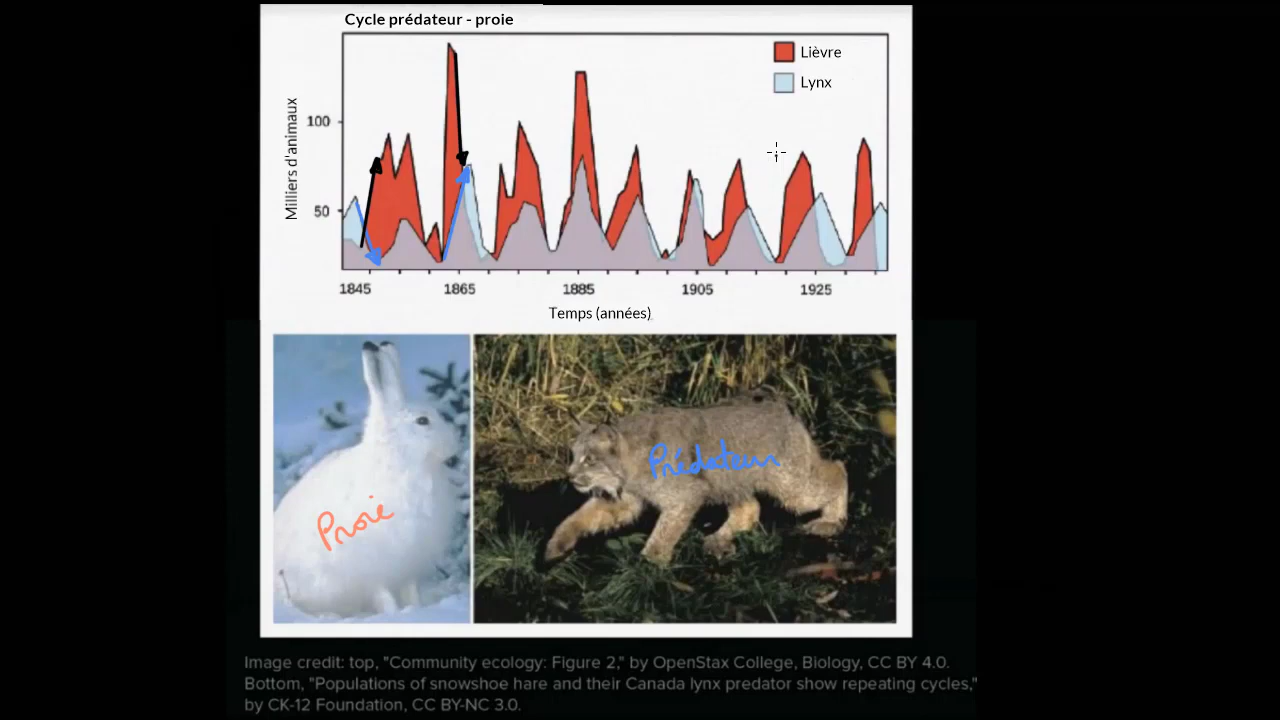 Cycle prédateur - proie
Lièvre
Lynx
Milliers d'animaux
100
50
1845 1865 1885 1905 1925
Temps (années)
Proie
Prédateur
Image credit: top, "Community ecology: Figure 2," by OpenStax College, Biology, CC BY 4.0.
Bottom, "Populations of snowshoe hare and their Canada lynx predator show repeating cycles,"
by CK-12 Foundation, CC BY-NC 3.0.